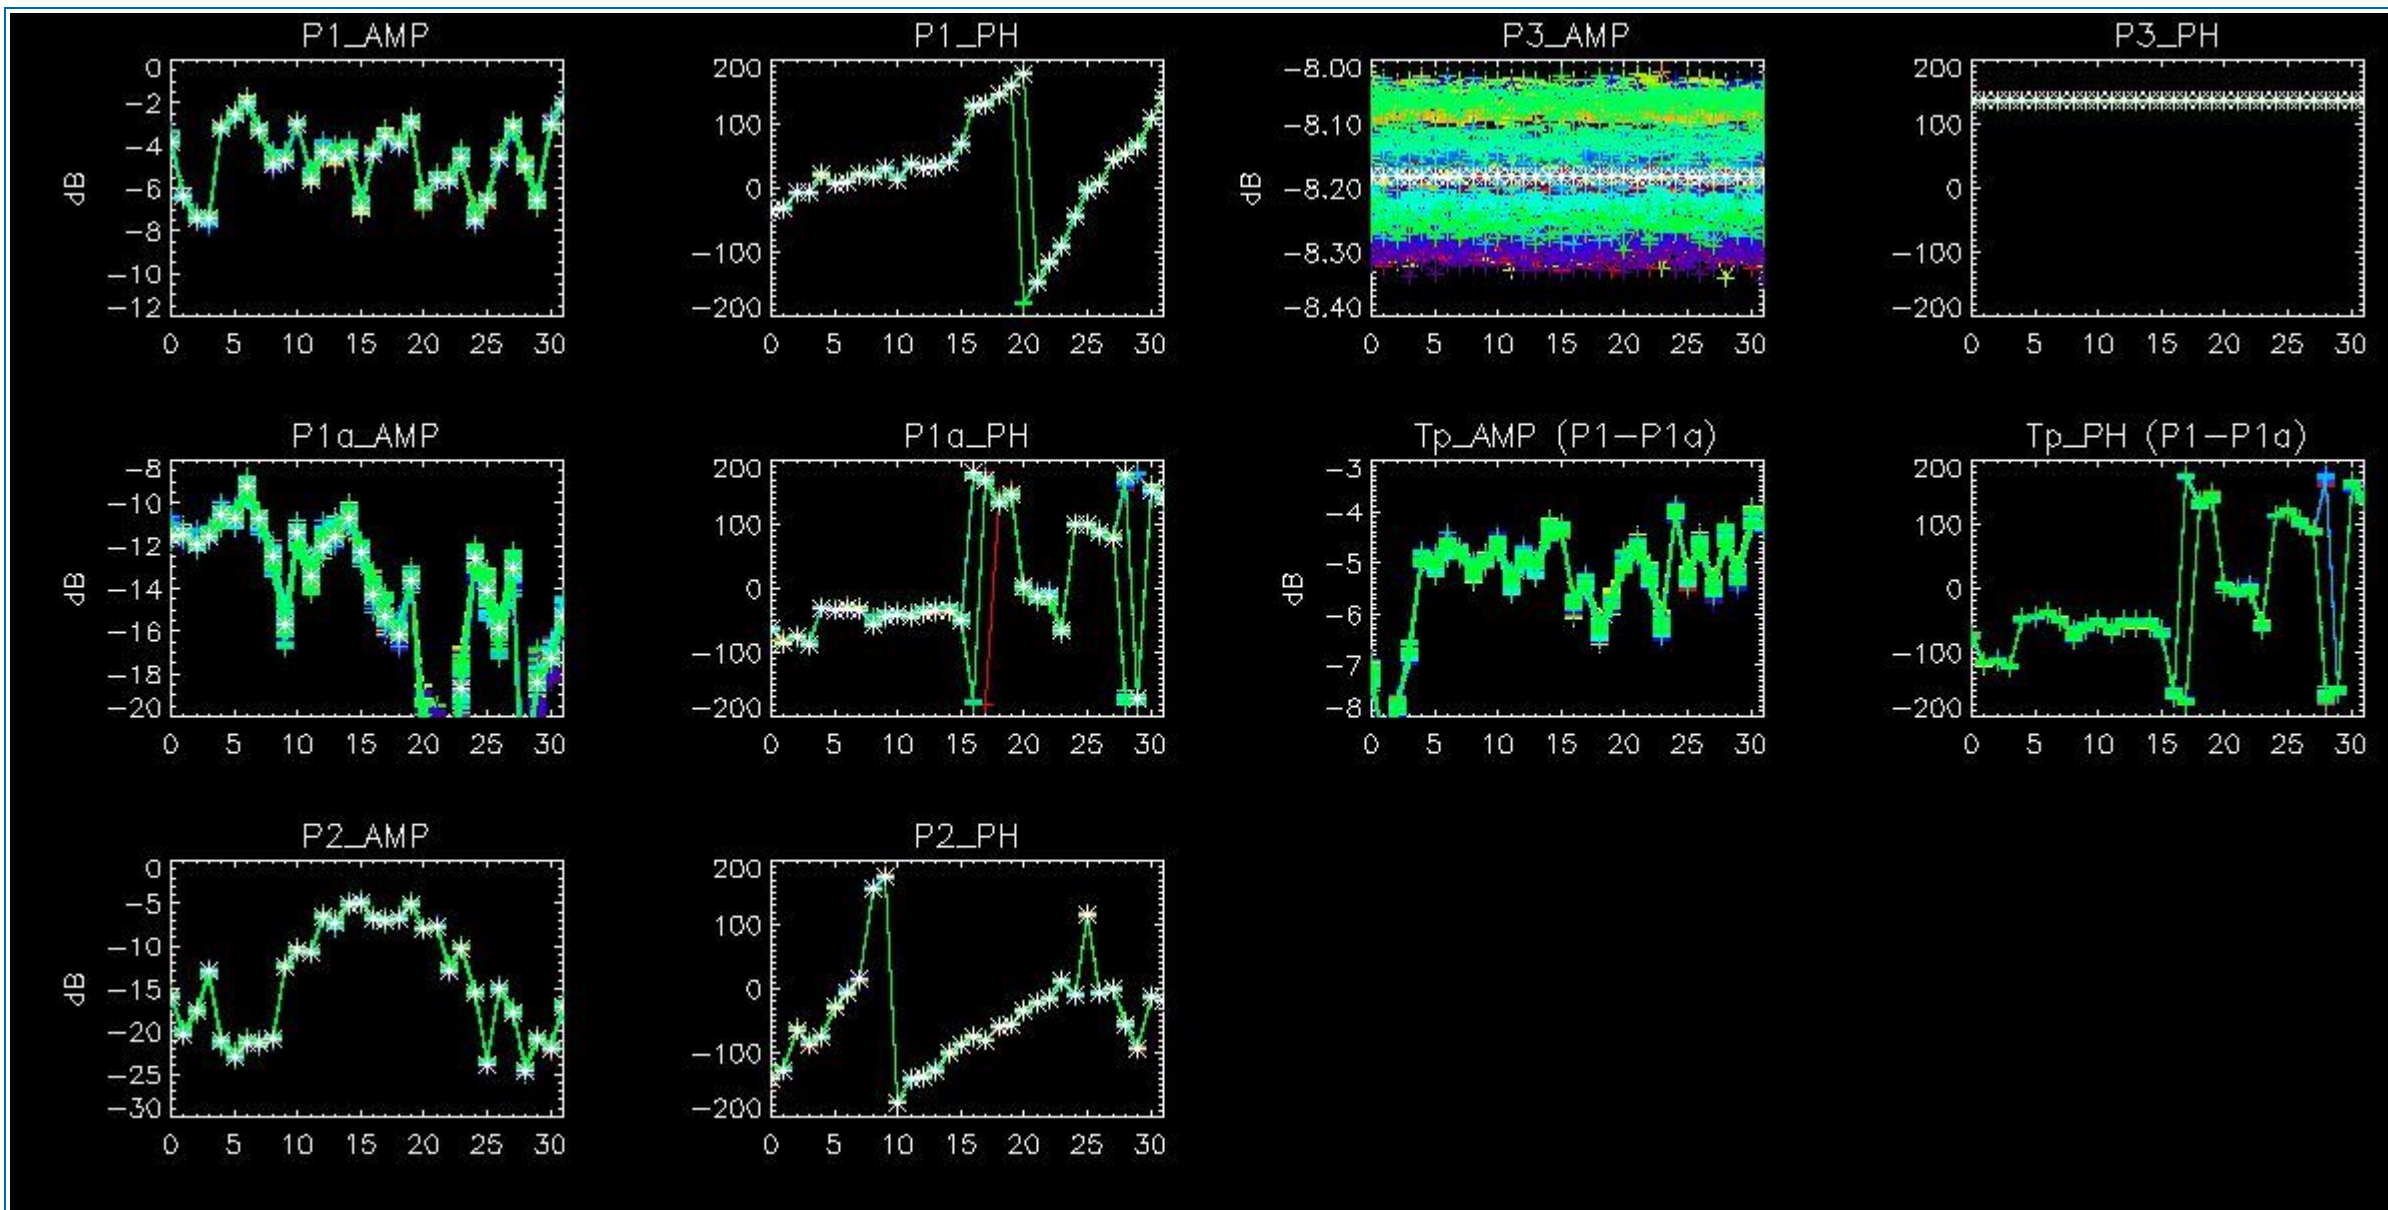 P1_AMP
0
−2
−4
−6
−8
−10
−12
dB
0 5 10 15 20 25 30
P1_PH
200
100
0
−100
−200
0 5 10 15 20 25 30
P3_AMP
−8.00
−8.10
−8.20
−8.30
−8.40
dB
0 5 10 15 20 25 30
P3_PH
200
100
0
−100
−200
0 5 10 15 20 25 30
P1a_AMP
−8
−10
−12
−14
−16
−18
−20
dB
0 5 10 15 20 25 30
P1a_PH
200
100
0
−100
−200
0 5 10 15 20 25 30
Tp_AMP (P1−P1a)
−3
−4
−5
−6
−7
−8
dB
0 5 10 15 20 25 30
Tp_PH (P1−P1a)
200
100
0
−100
−200
0 5 10 15 20 25 30
P2_AMP
0
−5
−10
−15
−20
−25
−30
dB
0 5 10 15 20 25 30
P2_PH
200
100
0
−100
−200
0 5 10 15 20 25 30